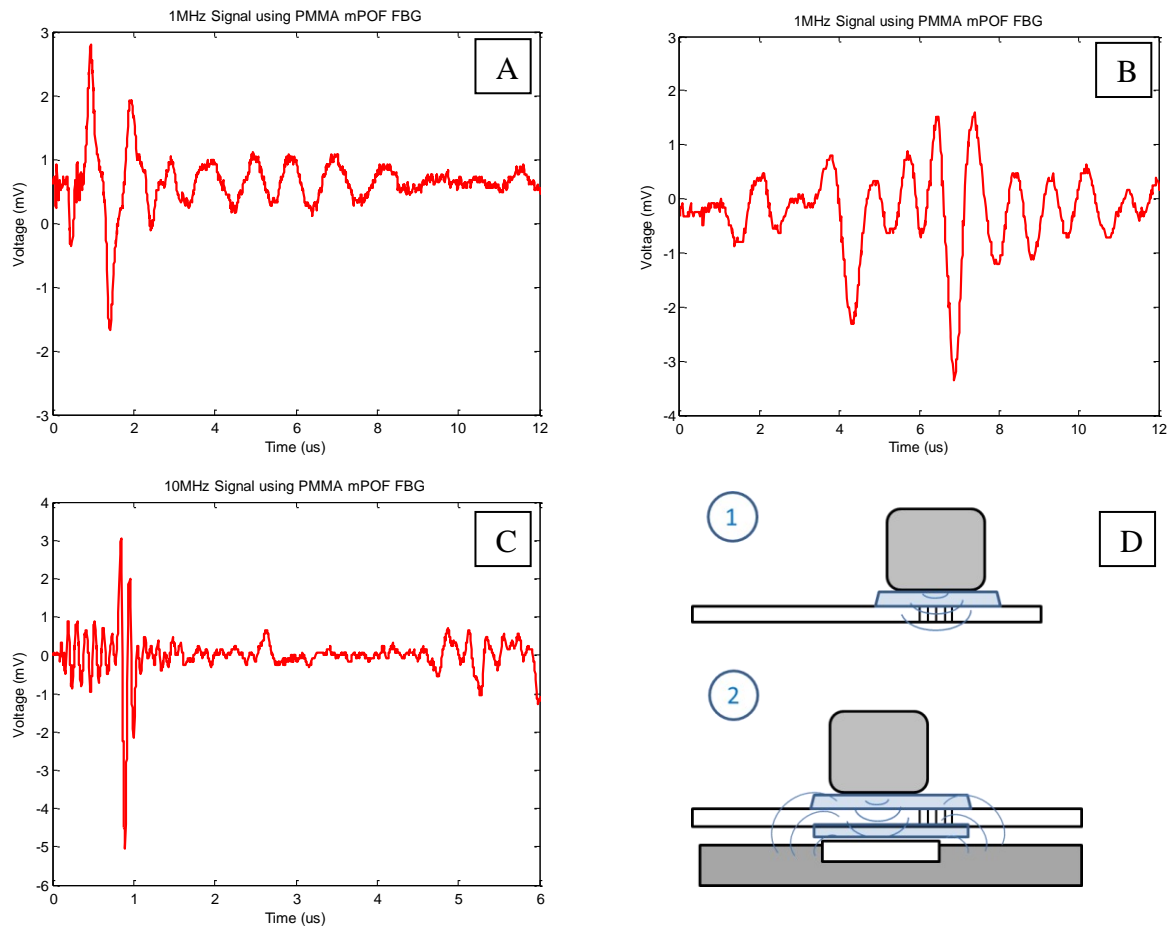 1MHz Signal using PMMA mPOF FBG
A
3
2
1
0
-1
-2
-3
Voltage (mV)
0 2 4 6 8 10 12
Time (us)
1MHz Signal using PMMA mPOF FBG
B
3
2
1
0
-1
-2
-3
-4
Voltage (mV)
0 2 4 6 8 10 12
Time (us)
10MHz Signal using PMMA mPOF FBG
C
4
3
2
1
0
-1
-2
-3
-4
-5
-6
Voltage (mV)
0 1 2 3 4 5 6
Time (us)
1
D
2